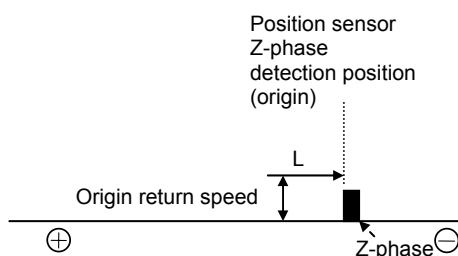 Position sensor
Z-phase
detection position
(origin)
L
Origin return speed
+
−
Z-phase